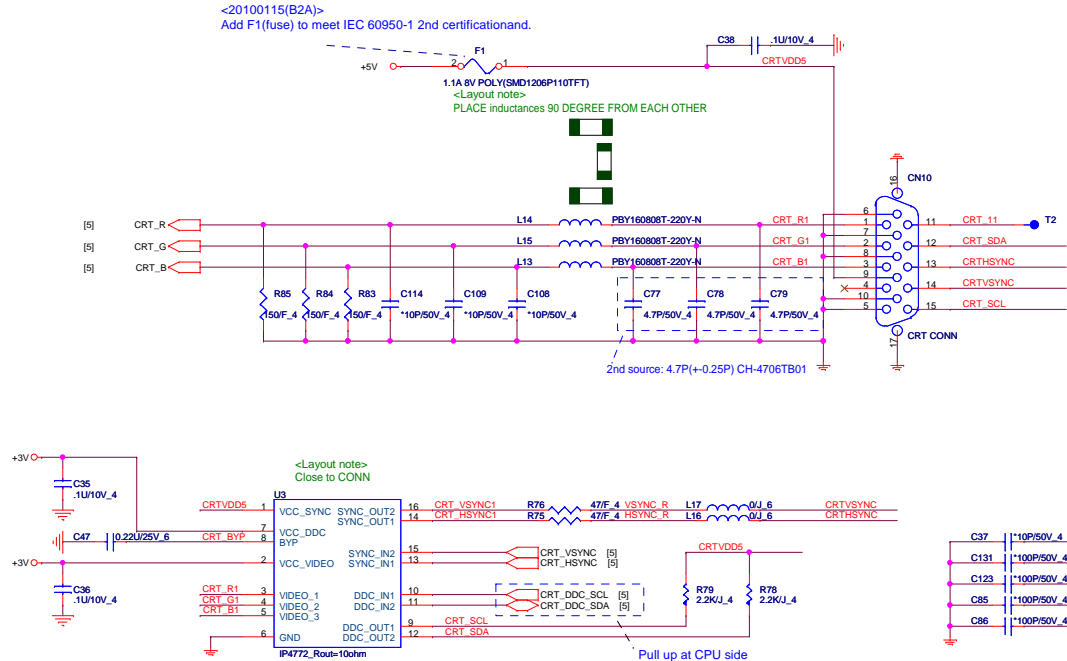 <20100115(B2A)>
Add F1(fuse) to meet IEC 60950-1 2nd certificationand.
C38 .1U/10V_4
F1
+5V 2 1 CRTVDD5
1.1A 8V POLY(SMD1206P110TFT)
<Layout note>
PLACE inductances 90 DEGREE FROM EACH OTHER
16 CN10
[5] CRT_R L14 PBY160808T-220Y-N CRT_R1
[5] CRT_G L15 PBY160808T-220Y-N CRT_G1
[5] CRT_B L13 PBY160808T-220Y-N CRT_B1
6
1 11 CRT_11 T2
7
2 12 CRT_SDA
8
3 13 CRTHSYNC
9
4 14 CRTVSYNC
10
5 15 CRT_SCL
17 CRT CONN
R85 R84 R83 C114 C109 C108 C77 C78 C79
150/F_4 150/F_4 150/F_4 *10P/50V_4 *10P/50V_4 *10P/50V_4 4.7P/50V_4 4.7P/50V_4 4.7P/50V_4
2nd source: 4.7P(+-0.25P) CH-4706TB01
+3V
C35
.1U/10V_4
<Layout note>
Close to CONN
U3
CRTVDD5 1 VCC_SYNC SYNC_OUT2 16 CRT_VSYNC1 R76 47/F_4 VSYNC_R L17 0/J_6 CRTVSYNC
SYNC_OUT1 14 CRT_HSYNC1 R75 47/F_4 HSYNC_R L16 0/J_6 CRTHSYNC
7 VCC_DDC
C47 0.22U/25V_6 CRT_BYP 8 BYP
SYNC_IN2 15 CRT_VSYNC [5]
+3V 2 VCC_VIDEO SYNC_IN1 13 CRT_HSYNC [5]
CRTVDD5
C36
.1U/10V_4
CRT_R1 3 VIDEO_1 DDC_IN1 10 CRT_DDC_SCL [5]
CRT_G1 4 VIDEO_2 DDC_IN2 11 CRT_DDC_SDA [5]
CRT_B1 5 VIDEO_3
R79
2.2K/J_4
R78
2.2K/J_4
DDC_OUT1 9 CRT_SCL
6 GND DDC_OUT2 12 CRT_SDA
IP4772_Rout=10ohm
Pull up at CPU side
C37 *10P/50V_4
C131 *100P/50V_4
C123 *100P/50V_4
C85 *100P/50V_4
C86 *100P/50V_4